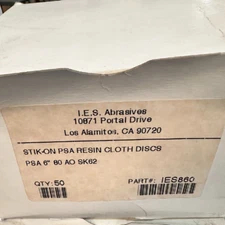 I.E.S. Abrasives
10871 Portal Drive
Los Alamitos, CA 90720
STIK-ON PSA RESIN CLOTH DISCS
PSA 6" 80 AO SK62
QTY: 50 PART#: IES860